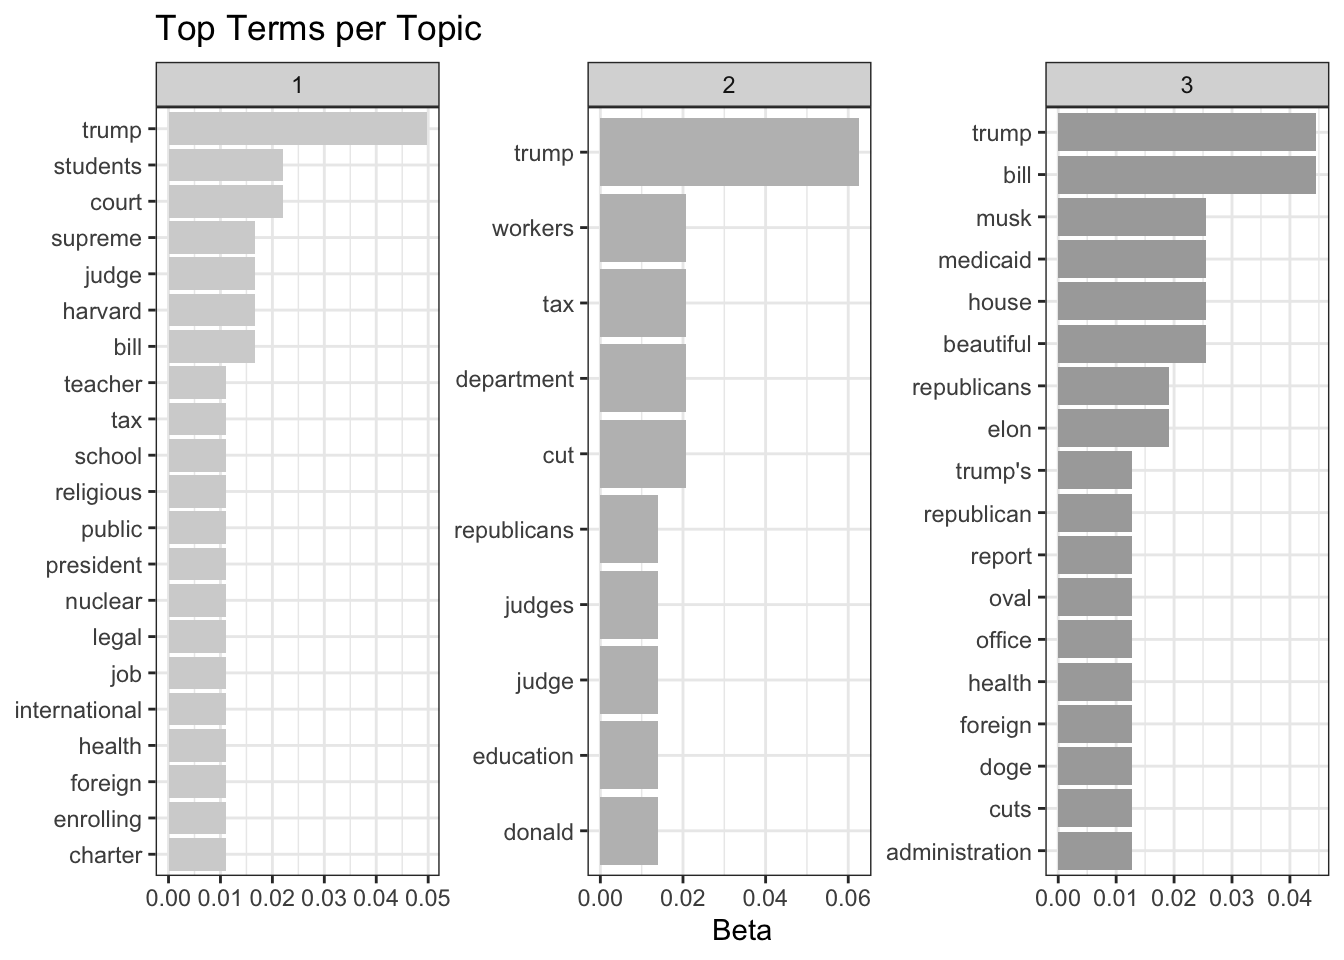 Top Terms per Topic
1
trump
students
court
supreme
judge
harvard
bill
teacher
tax
school
religious
public
president
nuclear
legal
job
international
health
foreign
enrolling
charter
0.00 0.01 0.02 0.03 0.04 0.05
2
trump
workers
tax
department
cut
republicans
judges
judge
education
donald
0.00 0.02 0.04 0.06
3
trump
bill
musk
medicaid
house
beautiful
republicans
elon
trump's
republican
report
oval
office
health
foreign
doge
cuts
administration
0.00 0.01 0.02 0.03 0.04
Beta